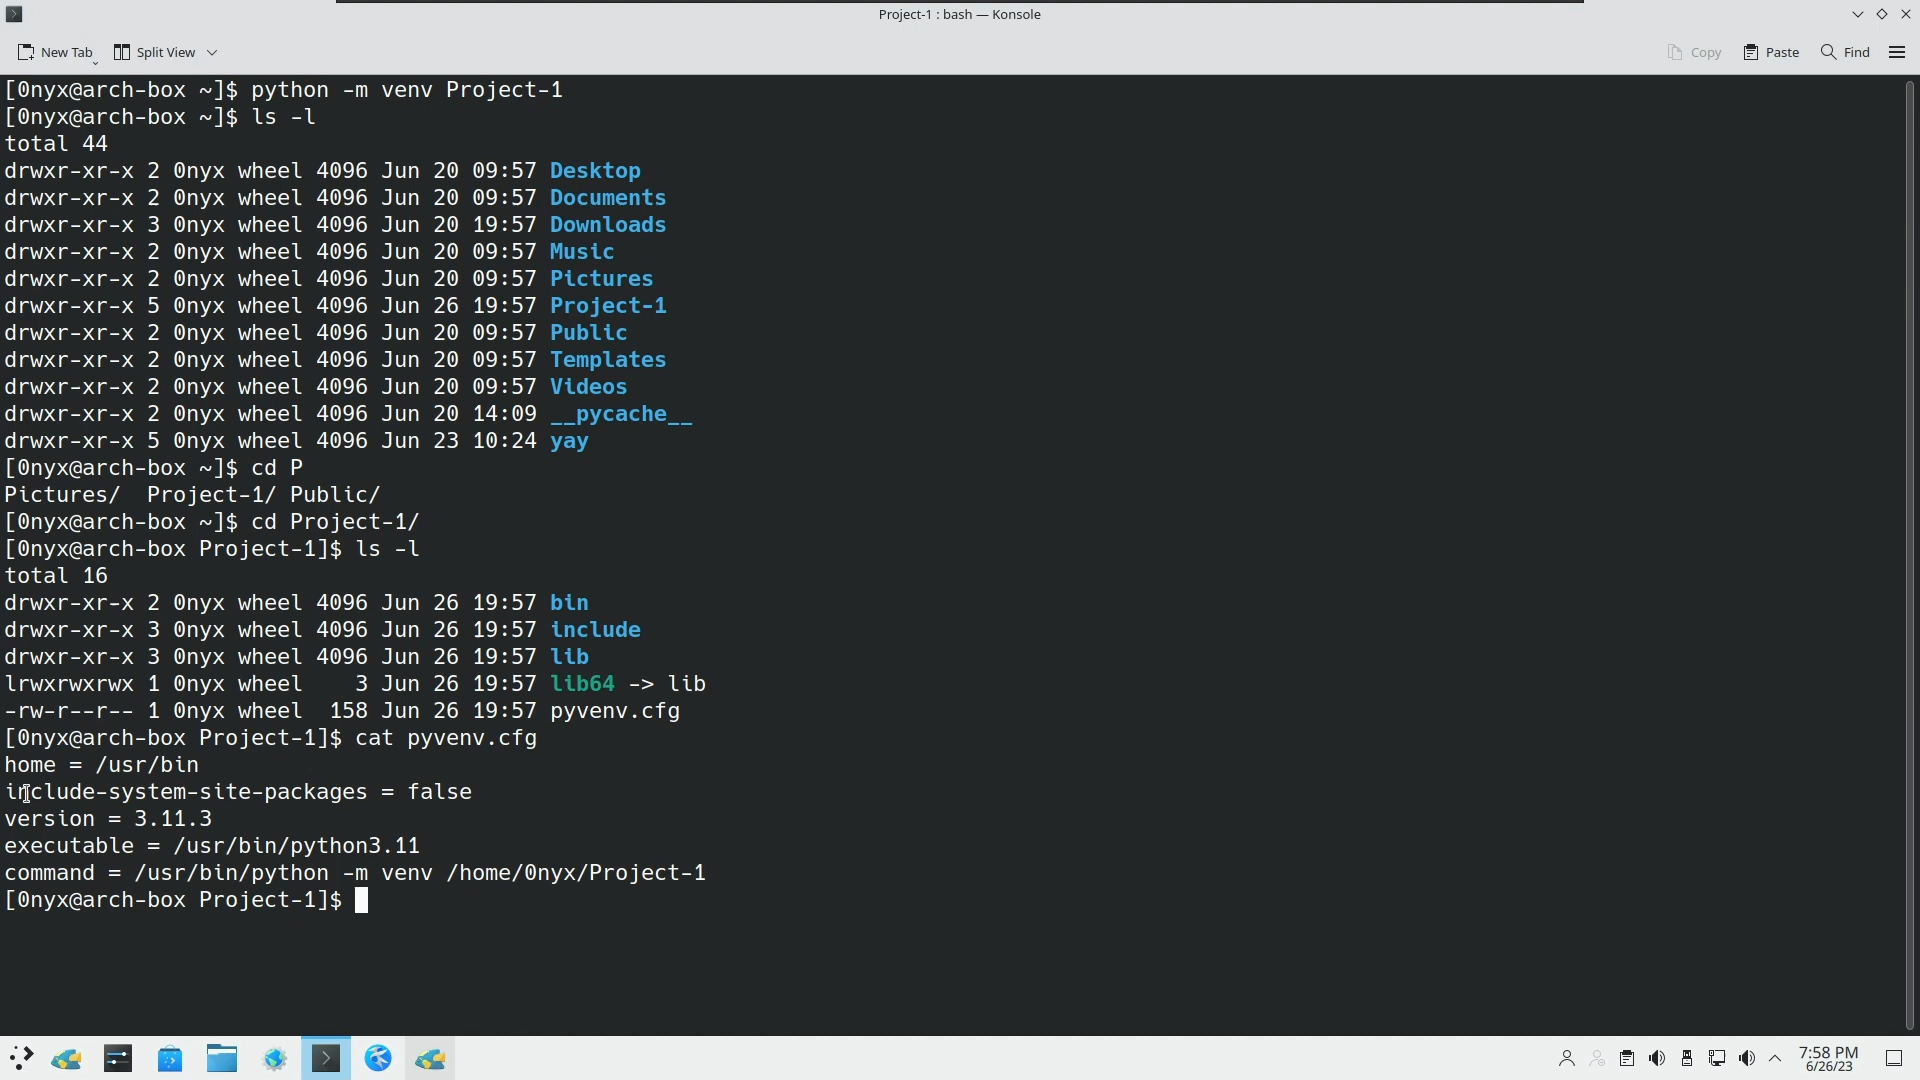 Project-1 : bash — Konsole
New Tab Split View Copy Paste Find
[0nyx@arch-box ~]$ python -m venv Project-1
[0nyx@arch-box ~]$ ls -l
total 44
drwxr-xr-x 2 0nyx wheel 4096 Jun 20 09:57 Desktop
drwxr-xr-x 2 0nyx wheel 4096 Jun 20 09:57 Documents
drwxr-xr-x 3 0nyx wheel 4096 Jun 20 19:57 Downloads
drwxr-xr-x 2 0nyx wheel 4096 Jun 20 09:57 Music
drwxr-xr-x 2 0nyx wheel 4096 Jun 20 09:57 Pictures
drwxr-xr-x 5 0nyx wheel 4096 Jun 26 19:57 Project-1
drwxr-xr-x 2 0nyx wheel 4096 Jun 20 09:57 Public
drwxr-xr-x 2 0nyx wheel 4096 Jun 20 09:57 Templates
drwxr-xr-x 2 0nyx wheel 4096 Jun 20 09:57 Videos
drwxr-xr-x 2 0nyx wheel 4096 Jun 20 14:09 __pycache__
drwxr-xr-x 5 0nyx wheel 4096 Jun 23 10:24 yay
[0nyx@arch-box ~]$ cd P
Pictures/  Project-1/ Public/
[0nyx@arch-box ~]$ cd Project-1/
[0nyx@arch-box Project-1]$ ls -l
total 16
drwxr-xr-x 2 0nyx wheel 4096 Jun 26 19:57 bin
drwxr-xr-x 3 0nyx wheel 4096 Jun 26 19:57 include
drwxr-xr-x 3 0nyx wheel 4096 Jun 26 19:57 lib
lrwxrwxrwx 1 0nyx wheel    3 Jun 26 19:57 lib64 -> lib
-rw-r--r-- 1 0nyx wheel  158 Jun 26 19:57 pyvenv.cfg
[0nyx@arch-box Project-1]$ cat pyvenv.cfg
home = /usr/bin
include-system-site-packages = false
version = 3.11.3
executable = /usr/bin/python3.11
command = /usr/bin/python -m venv /home/0nyx/Project-1
[0nyx@arch-box Project-1]$
7:58 PM
6/26/23